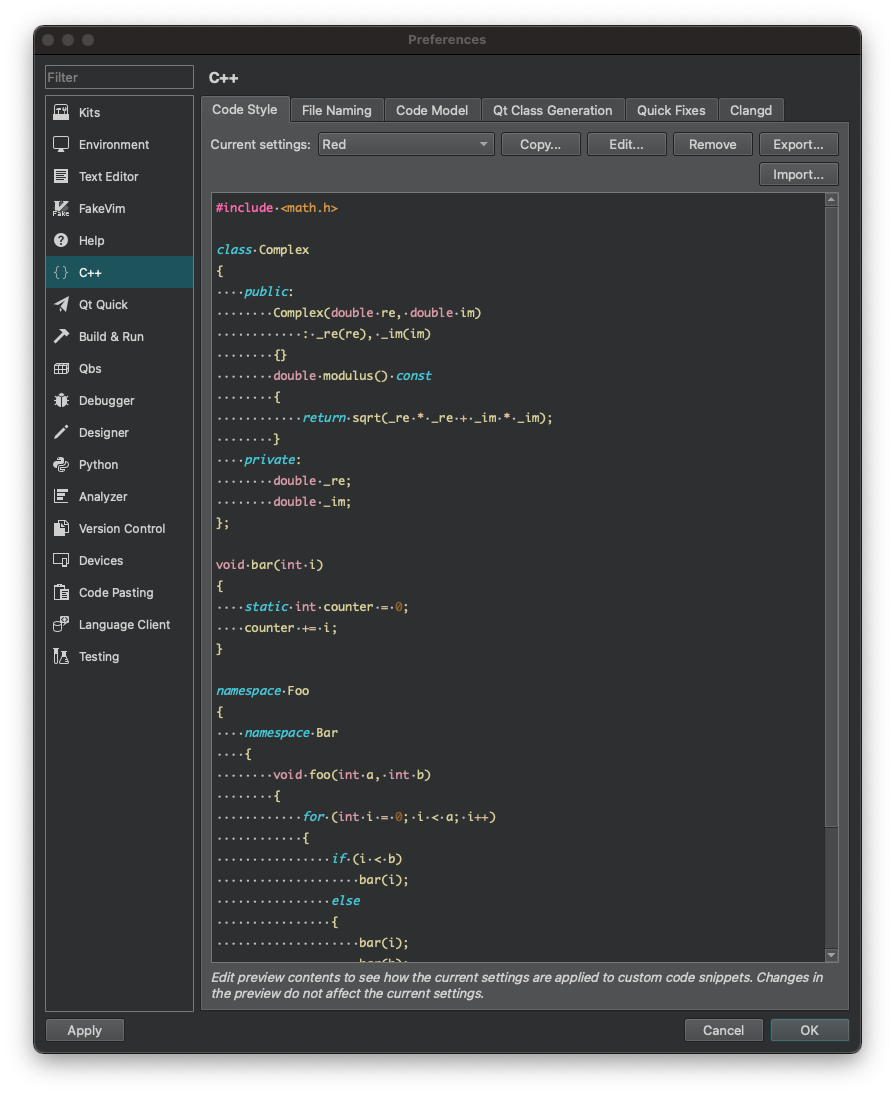 Preferences
Filter
Kits
Environment
Text Editor
FakeVim
Help
C++
Qt Quick
Build & Run
Qbs
Debugger
Designer
Python
Analyzer
Version Control
Devices
Code Pasting
Language Client
Testing
C++
Code Style File Naming Code Model Qt Class Generation Quick Fixes Clangd
Current settings: Red Copy... Edit... Remove Export...
Import...
#include·<math.h>
class·Complex
{
····public:
········Complex(double·re,·double·im)
············:·_re(re),·_im(im)
········{}
········double·modulus()·const
········{
············return·sqrt(_re·*·_re·+·_im·*·_im);
········}
····private:
········double·_re;
········double·_im;
};
void·bar(int·i)
{
····static·int·counter·=·0;
····counter·+=·i;
}
namespace·Foo
{
····namespace·Bar
····{
········void·foo(int·a,·int·b)
········{
············for·(int·i·=·0;·i·<·a;·i++)
············{
················if·(i·<·b)
····················bar(i);
················else
················{
····················bar(i);
····················bar(b);
Edit preview contents to see how the current settings are applied to custom code snippets. Changes in
the preview do not affect the current settings.
Apply Cancel OK